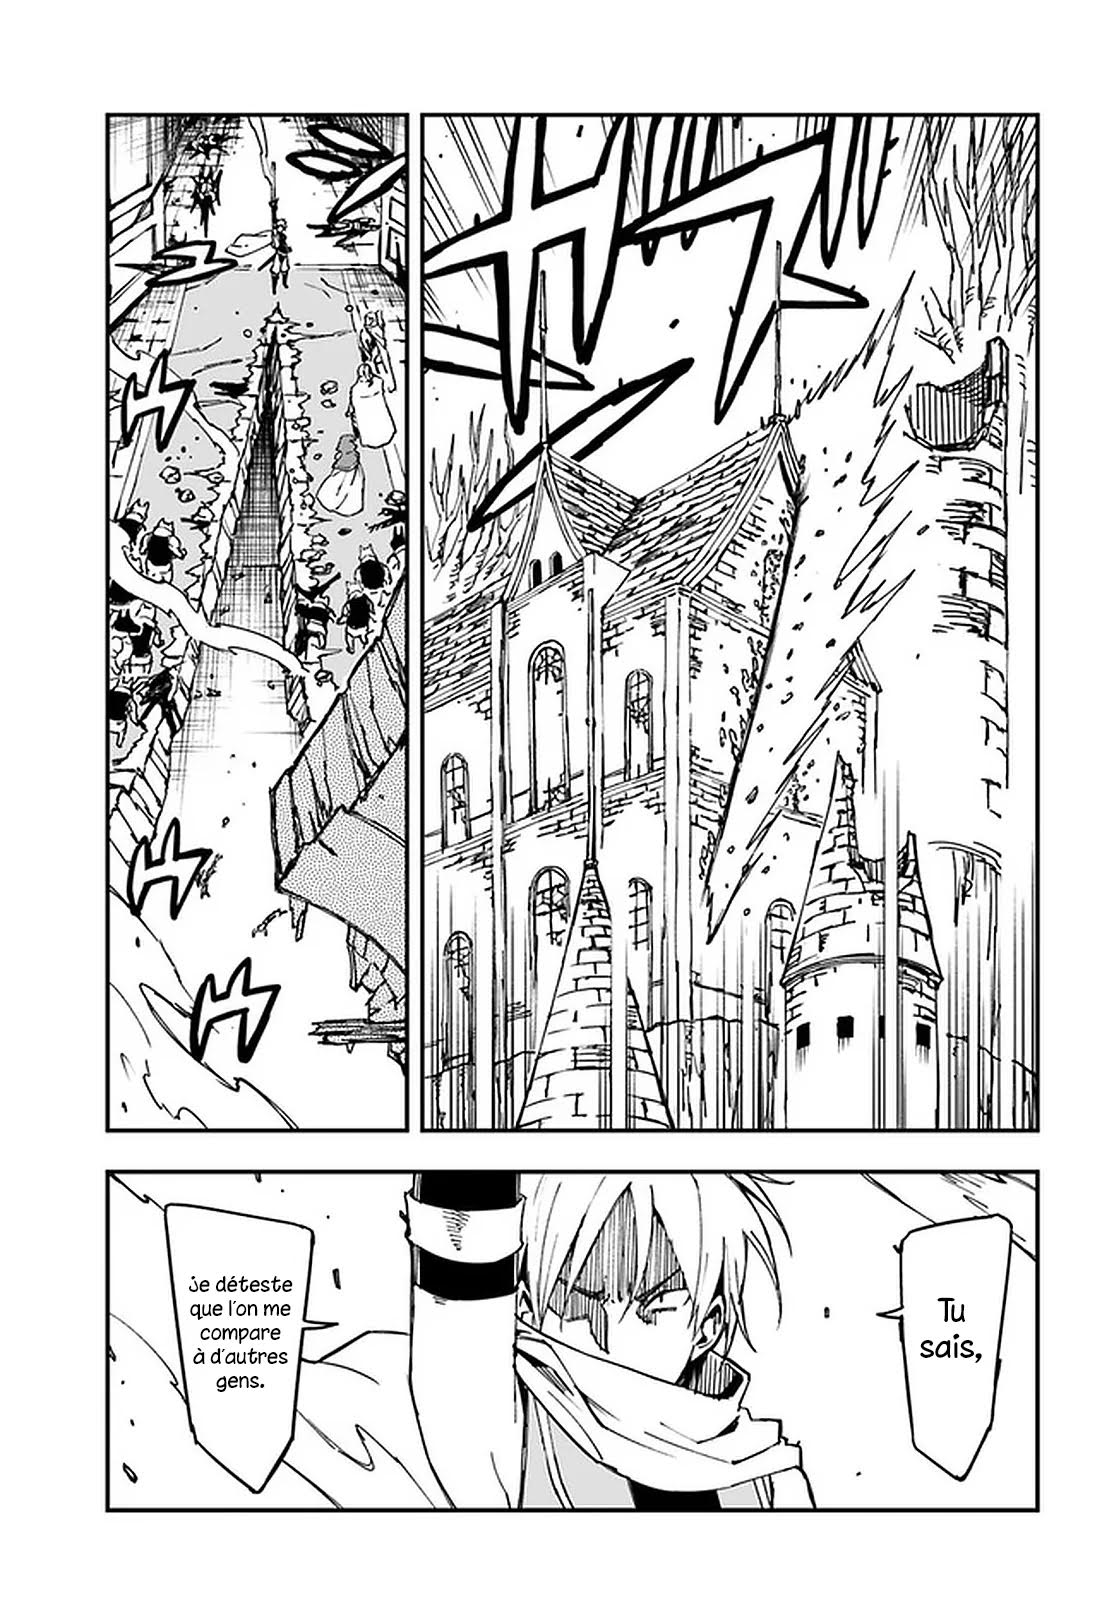 Tu
sais,
je déteste
que l'on me
compare
à d'autres
gens.